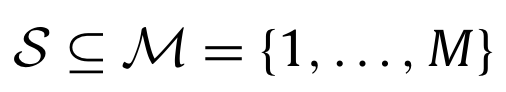 𝒮 ⊆ ℳ = {1, . . . , M}